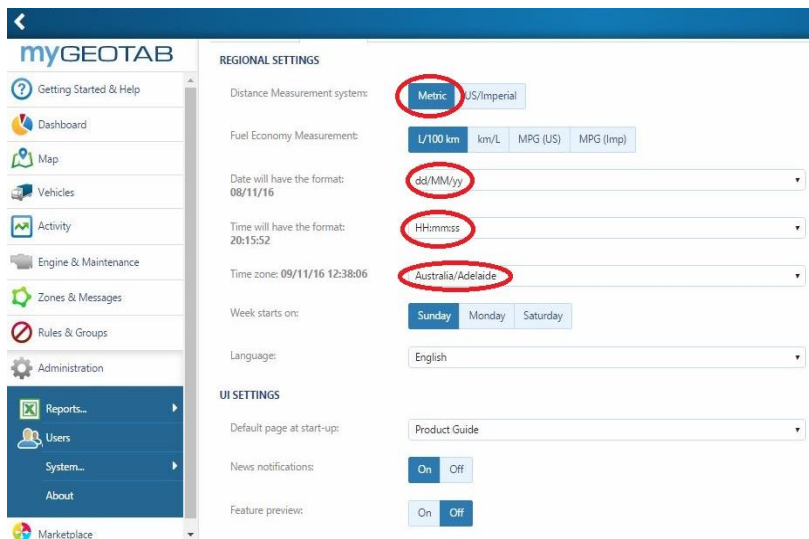 myGEOTAB
Getting Started & Help
Dashboard
Map
Vehicles
Activity
Engine & Maintenance
Zones & Messages
Rules & Groups
Administration
Reports...
Users
System...
About
Marketplace
REGIONAL SETTINGS
Distance Measurement system: Metric US/Imperial
Fuel Economy Measurement: L/100 km km/L MPG (US) MPG (Imp)
Date will have the format: dd/MM/yy
08/11/16
Time will have the format: HH:mm:ss
20:15:52
Time zone: 09/11/16 12:38:06 Australia/Adelaide
Week starts on: Sunday Monday Saturday
Language: English
UI SETTINGS
Default page at start-up: Product Guide
News notifications: On Off
Feature preview: On Off